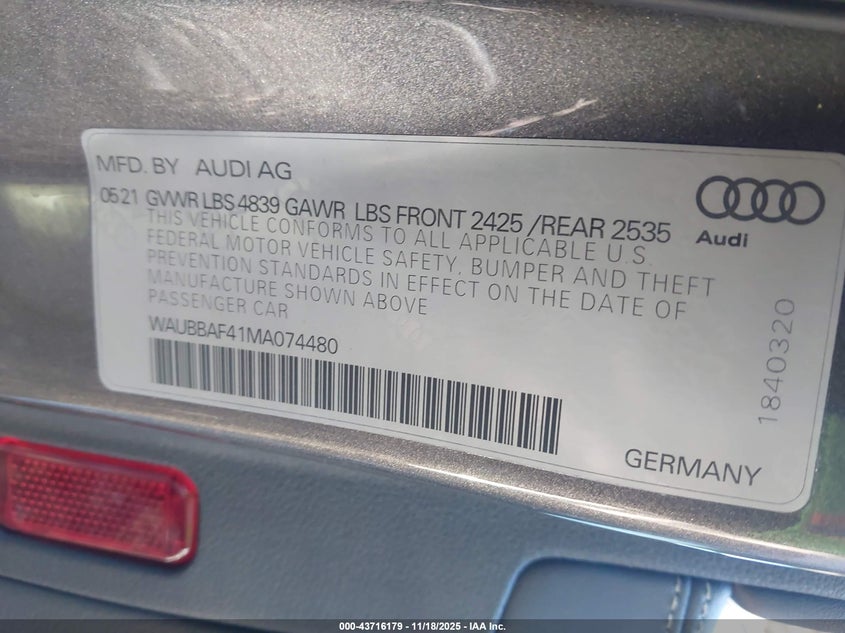 MFD. BY AUDI AG
05 21 GVWR LBS 4839 GAWR LBS FRONT 2425 /REAR 2535
THIS VEHICLE CONFORMS TO ALL APPLICABLE U.S.
FEDERAL MOTOR VEHICLE SAFETY, BUMPER AND THEFT
PREVENTION STANDARDS IN EFFECT ON THE DATE OF
MANUFACTURE SHOWN ABOVE
PASSENGER CAR
WAUBBAF41MA074480
Audi
1840320
GERMANY
000-43716179 — 11/18/2025 — IAA Inc.